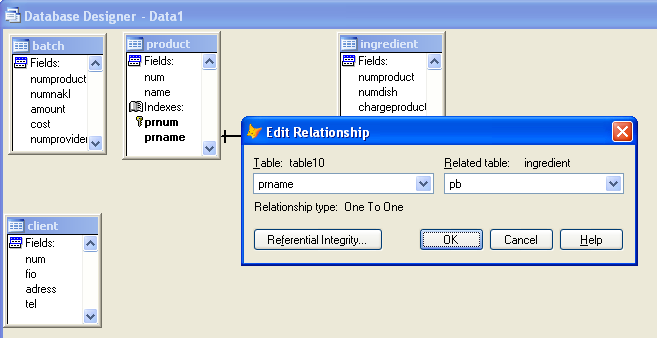 Database Designer - Data1
batch
Fields:
numproduct
numnakl
amount
cost
numprovider
product
Fields:
num
name
Indexes:
prnum
prname
ingredient
Fields:
numproduct
numdish
chargeproduct
Edit Relationship
Table: table10
Related table: ingredient
prname
pb
Relationship type: One To One
Referential Integrity...
OK
Cancel
Help
client
Fields:
num
fio
adress
tel